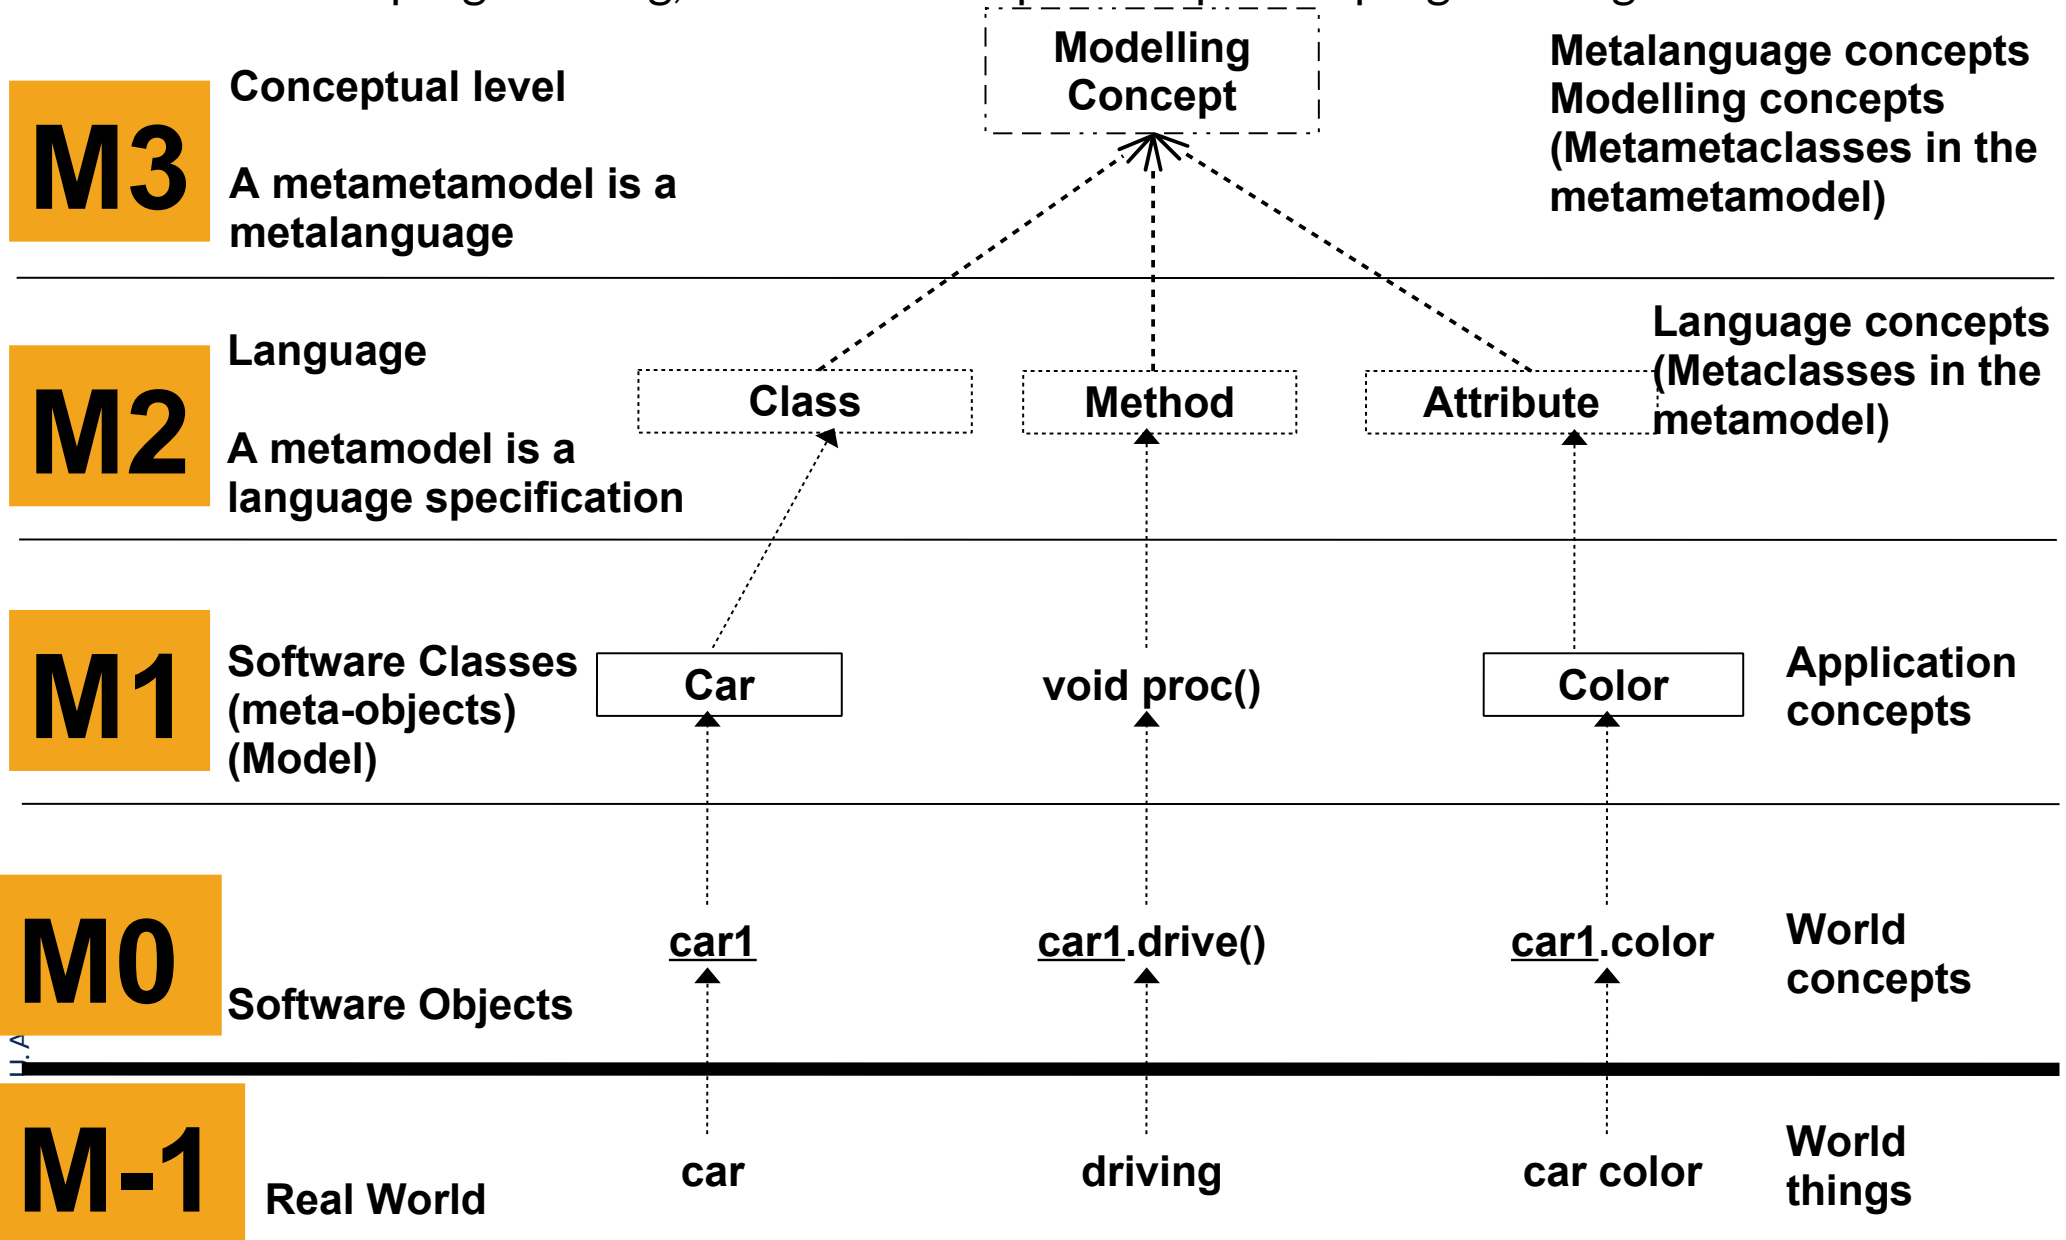 Modelling
Concept
Metalanguage concepts
Modelling concepts
(Metametaclasses in the
metametamodel)
M3
Conceptual level
A metametamodel is a
metalanguage
M2
Language
A metamodel is a
language specification
Class
Method
Attribute
Language concepts
(Metaclasses in the
metamodel)
M1
Software Classes
(meta-objects)
(Model)
Car
void proc()
Color
Application
concepts
M0
Software Objects
car1
car1.drive()
car1.color
World
concepts
M-1
Real World
car
driving
car color
World
things